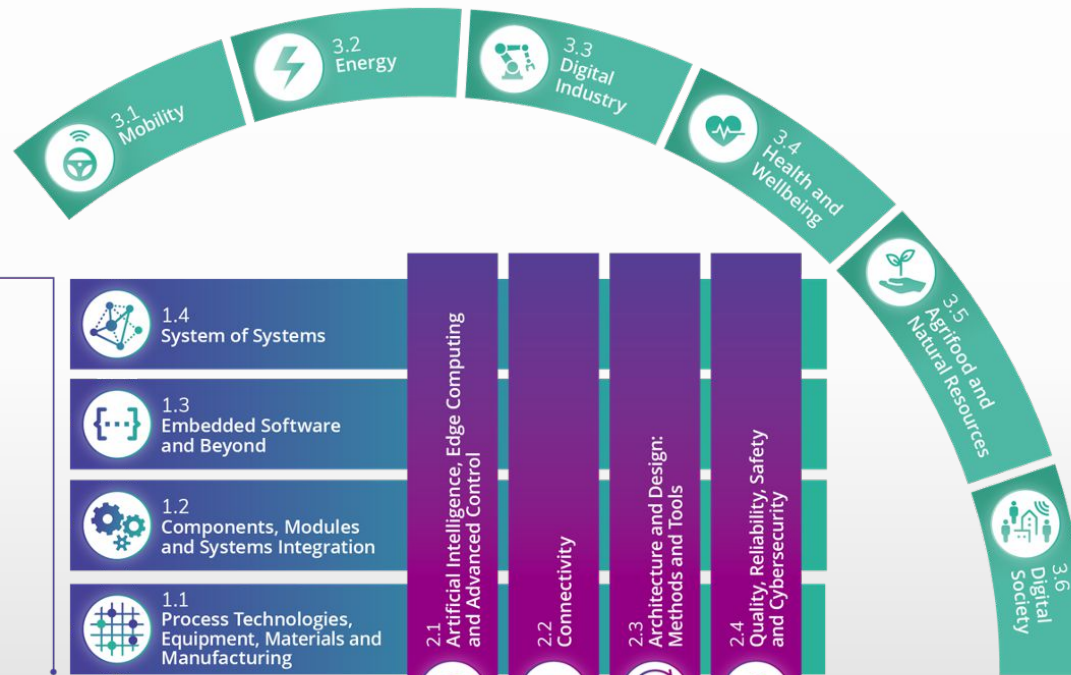 3.1
Mobility
3.2
Energy
3.3
Digital
Industry
3.4
Health and
Wellbeing
3.5
Agrifood and
Natural Resources
3.6
Digital
Society
1.4
System of Systems
1.3
Embedded Software
and Beyond
1.2
Components, Modules
and Systems Integration
1.1
Process Technologies,
Equipment, Materials and
Manufacturing
2.1
Artificial Intelligence, Edge Computing
and Advanced Control
2.2
Connectivity
2.3
Architecture and Design:
Methods and Tools
2.4
Quality, Reliability, Safety
and Cybersecurity